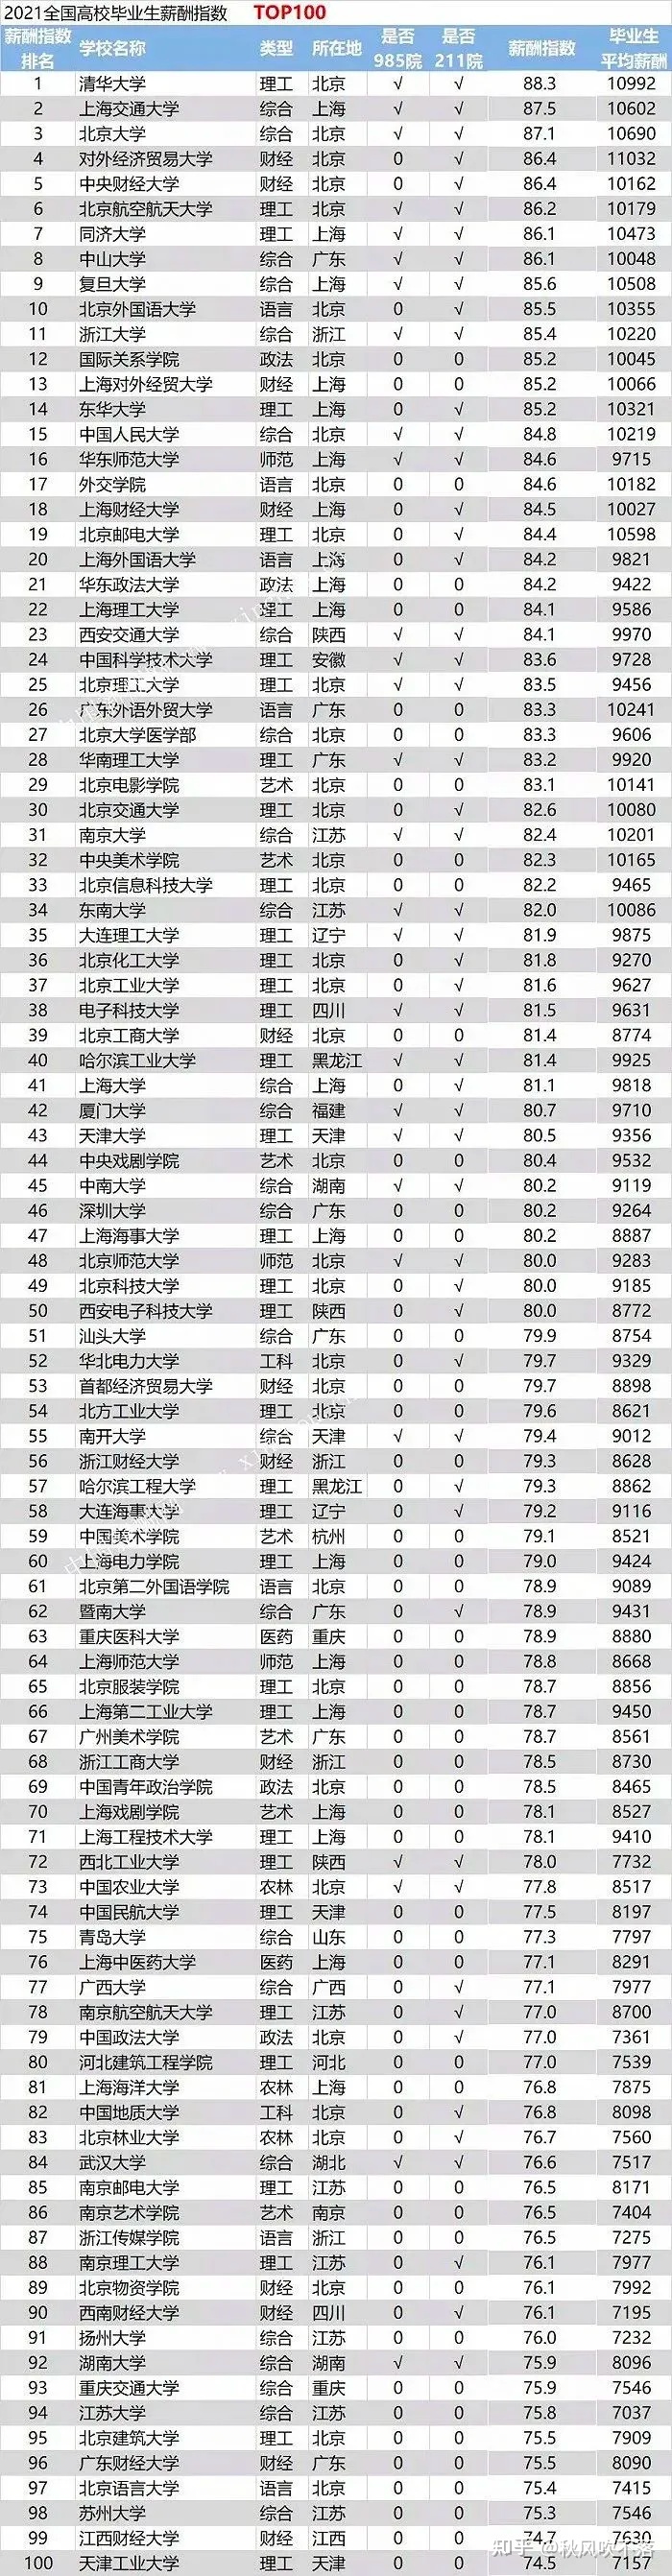 2021全国高校毕业生薪酬指数 TOP100
薪酬指数排名 学校名称 类型 所在地 是否985院 是否211院 薪酬指数 毕业生平均薪酬
1 清华大学 理工 北京 √ √ 88.3 10992
2 上海交通大学 综合 上海 √ √ 87.5 10602
3 北京大学 综合 北京 √ √ 87.1 10690
4 对外经济贸易大学 财经 北京 0 √ 86.4 11032
5 中央财经大学 财经 北京 0 √ 86.4 10162
6 北京航空航天大学 理工 北京 √ √ 86.2 10179
7 同济大学 理工 上海 √ √ 86.1 10473
8 中山大学 综合 广东 √ √ 86.1 10048
9 复旦大学 综合 上海 √ √ 85.6 10508
10 北京外国语大学 语言 北京 0 √ 85.5 10355
11 浙江大学 综合 浙江 √ √ 85.4 10220
12 国际关系学院 政法 北京 0 0 85.2 10045
13 上海对外经贸大学 财经 上海 0 0 85.2 10066
14 东华大学 理工 上海 0 √ 85.2 10321
15 中国人民大学 综合 北京 √ √ 84.8 10219
16 华东师范大学 师范 上海 √ √ 84.6 9715
17 外交学院 语言 北京 0 0 84.6 10182
18 上海财经大学 财经 上海 0 √ 84.5 10027
19 北京邮电大学 理工 北京 0 √ 84.4 10598
20 上海外国语大学 语言 上海 0 √ 84.2 9821
21 华东政法大学 政法 上海 0 0 84.2 9422
22 上海理工大学 理工 上海 0 0 84.1 9586
23 西安交通大学 综合 陕西 √ √ 84.1 9970
24 中国科学技术大学 理工 安徽 √ √ 83.6 9728
25 北京理工大学 理工 北京 √ √ 83.5 9456
26 广东外语外贸大学 语言 广东 0 0 83.3 10241
27 北京大学医学部 综合 北京 0 0 83.3 9606
28 华南理工大学 理工 广东 √ √ 83.2 9920
29 北京电影学院 艺术 北京 0 0 83.1 10141
30 北京交通大学 理工 北京 0 √ 82.6 10080
31 南京大学 综合 江苏 √ √ 82.4 10201
32 中央美术学院 艺术 北京 0 0 82.3 10165
33 北京信息科技大学 理工 北京 0 0 82.2 9465
34 东南大学 综合 江苏 √ √ 82.0 10086
35 大连理工大学 理工 辽宁 √ √ 81.9 9875
36 北京化工大学 理工 北京 0 √ 81.8 9270
37 北京工业大学 理工 北京 0 √ 81.6 9627
38 电子科技大学 理工 四川 √ √ 81.5 9631
39 北京工商大学 财经 北京 0 0 81.4 8774
40 哈尔滨工业大学 理工 黑龙江 √ √ 81.4 9925
41 上海大学 综合 上海 0 √ 81.1 9818
42 厦门大学 综合 福建 √ √ 80.7 9710
43 天津大学 理工 天津 √ √ 80.5 9356
44 中央戏剧学院 艺术 北京 0 0 80.4 9532
45 中南大学 综合 湖南 √ √ 80.2 9119
46 深圳大学 综合 广东 0 0 80.2 9264
47 上海海事大学 理工 上海 0 0 80.2 8887
48 北京师范大学 师范 北京 √ √ 80.0 9283
49 北京科技大学 理工 北京 0 √ 80.0 9185
50 西安电子科技大学 理工 陕西 0 √ 80.0 8772
51 汕头大学 综合 广东 0 0 79.9 8754
52 华北电力大学 工科 北京 0 √ 79.7 9329
53 首都经济贸易大学 财经 北京 0 0 79.7 8898
54 北方工业大学 理工 北京 0 0 79.6 8621
55 南开大学 综合 天津 √ √ 79.4 9012
56 浙江财经大学 财经 浙江 0 0 79.3 8628
57 哈尔滨工程大学 理工 黑龙江 0 √ 79.3 8862
58 大连海事大学 理工 辽宁 0 √ 79.2 9116
59 中国美术学院 艺术 杭州 0 0 79.1 8521
60 上海电力学院 理工 上海 0 0 79.0 9424
61 北京第二外国语学院 语言 北京 0 0 78.9 9089
62 暨南大学 综合 广东 0 √ 78.9 9431
63 重庆医科大学 医药 重庆 0 0 78.9 8880
64 上海师范大学 师范 上海 0 0 78.8 8668
65 北京服装学院 理工 北京 0 0 78.7 8856
66 上海第二工业大学 理工 上海 0 0 78.7 9450
67 广州美术学院 艺术 广东 0 0 78.7 8561
68 浙江工商大学 财经 浙江 0 0 78.5 8730
69 中国青年政治学院 政法 北京 0 0 78.5 8465
70 上海戏剧学院 艺术 上海 0 0 78.1 8527
71 上海工程技术大学 理工 上海 0 0 78.1 9410
72 西北工业大学 理工 陕西 √ √ 78.0 7732
73 中国农业大学 农林 北京 √ √ 77.8 8517
74 中国民航大学 理工 天津 0 0 77.5 8197
75 青岛大学 综合 山东 0 0 77.3 7797
76 上海中医药大学 医药 上海 0 0 77.1 8291
77 广西大学 综合 广西 0 √ 77.1 7977
78 南京航空航天大学 理工 江苏 0 √ 77.0 8700
79 中国政法大学 政法 北京 0 √ 77.0 7361
80 河北建筑工程学院 理工 河北 0 0 77.0 7539
81 上海海洋大学 农林 上海 0 0 76.8 7875
82 中国地质大学 工科 北京 0 √ 76.8 8098
83 北京林业大学 农林 北京 0 √ 76.7 7560
84 武汉大学 综合 湖北 √ √ 76.6 7517
85 南京邮电大学 理工 江苏 0 0 76.5 8171
86 南京艺术学院 艺术 南京 0 0 76.5 7404
87 浙江传媒学院 语言 浙江 0 0 76.5 7275
88 南京理工大学 理工 江苏 0 √ 76.1 7977
89 北京物资学院 财经 北京 0 0 76.1 7992
90 西南财经大学 财经 四川 0 √ 76.1 7195
91 扬州大学 综合 江苏 0 0 76.0 7232
92 湖南大学 综合 湖南 √ √ 75.9 8096
93 重庆交通大学 综合 重庆 0 0 75.9 7546
94 江苏大学 综合 江苏 0 0 75.8 7037
95 北京建筑大学 理工 北京 0 0 75.5 7909
96 广东财经大学 财经 广东 0 0 75.5 8090
97 北京语言大学 语言 北京 0 0 75.4 7415
98 苏州大学 综合 江苏 0 √ 75.3 7546
99 江西财经大学 财经 江西 0 0 74.7 7630
100 天津工业大学 理工 天津 0 0 74.5 7157
知乎 @秋风吹不落